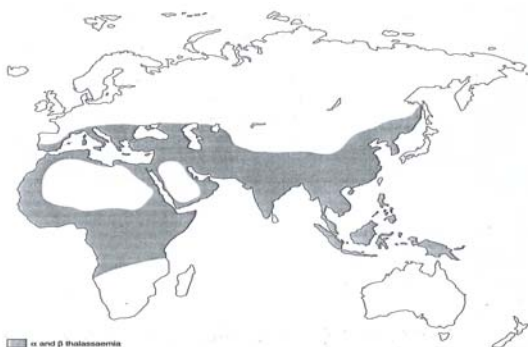 α and β thalassaemia